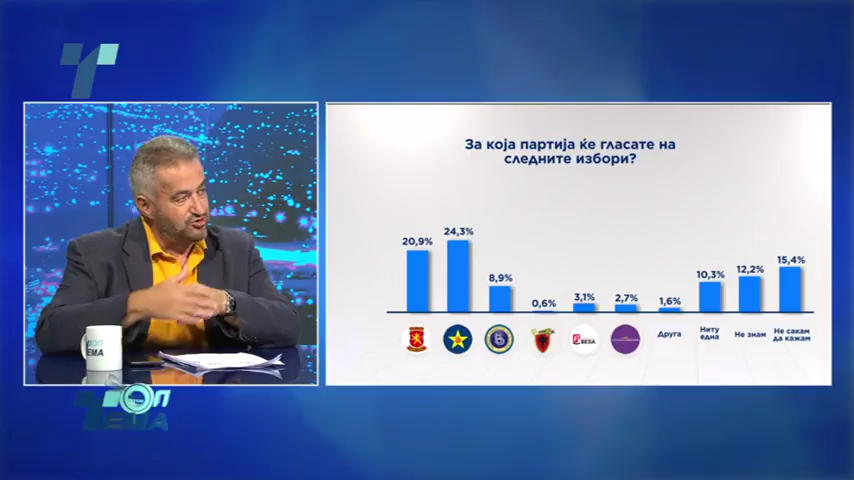 За која партија ќе гласате на
следните избори?
20,9%
24,3%
8,9%
0,6%
3,1%
2,7%
1,6%
10,3%
12,2%
15,4%
БЕСА
Друга
Ниту
една
Не знам
Не сакам
да кажам
ТОП
ТЕМА